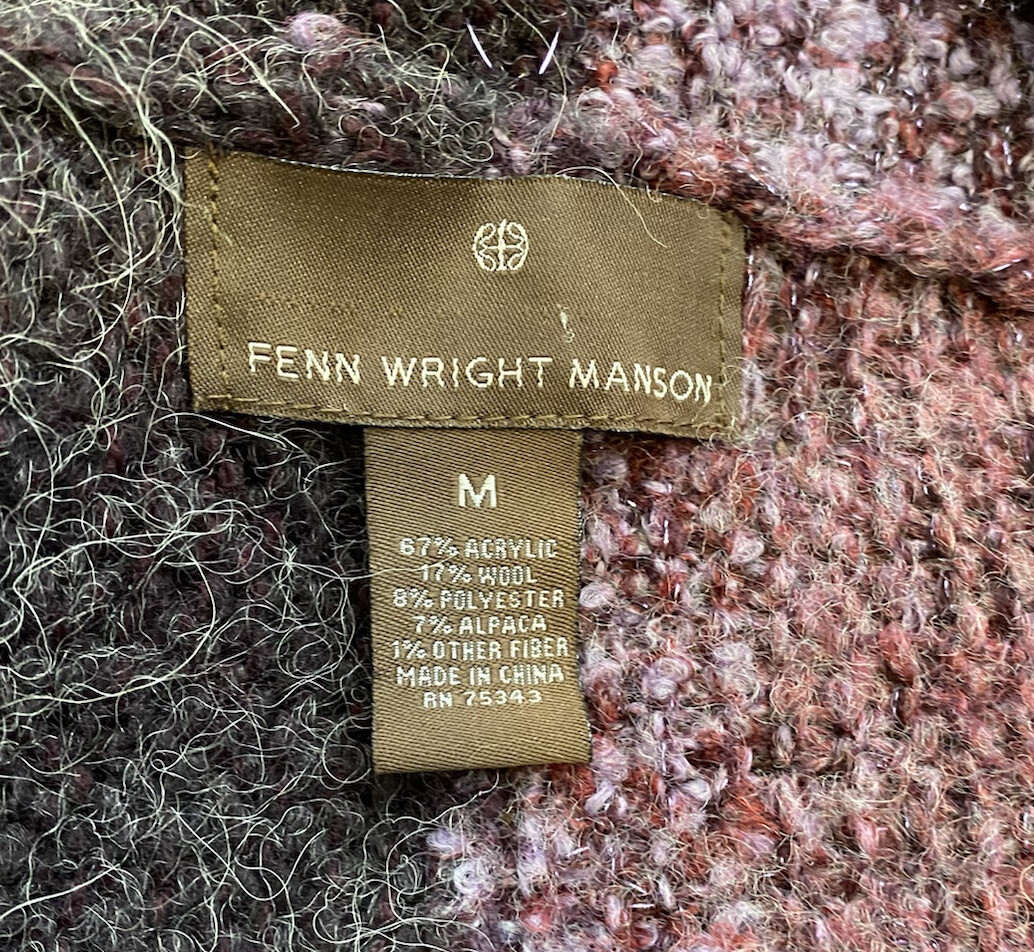 FENN WRIGHT MANSON
M
67% ACRYLIC
17% WOOL
8% POLYESTER
7% ALPACA
1% OTHER FIBER
MADE IN CHINA
RN 75343